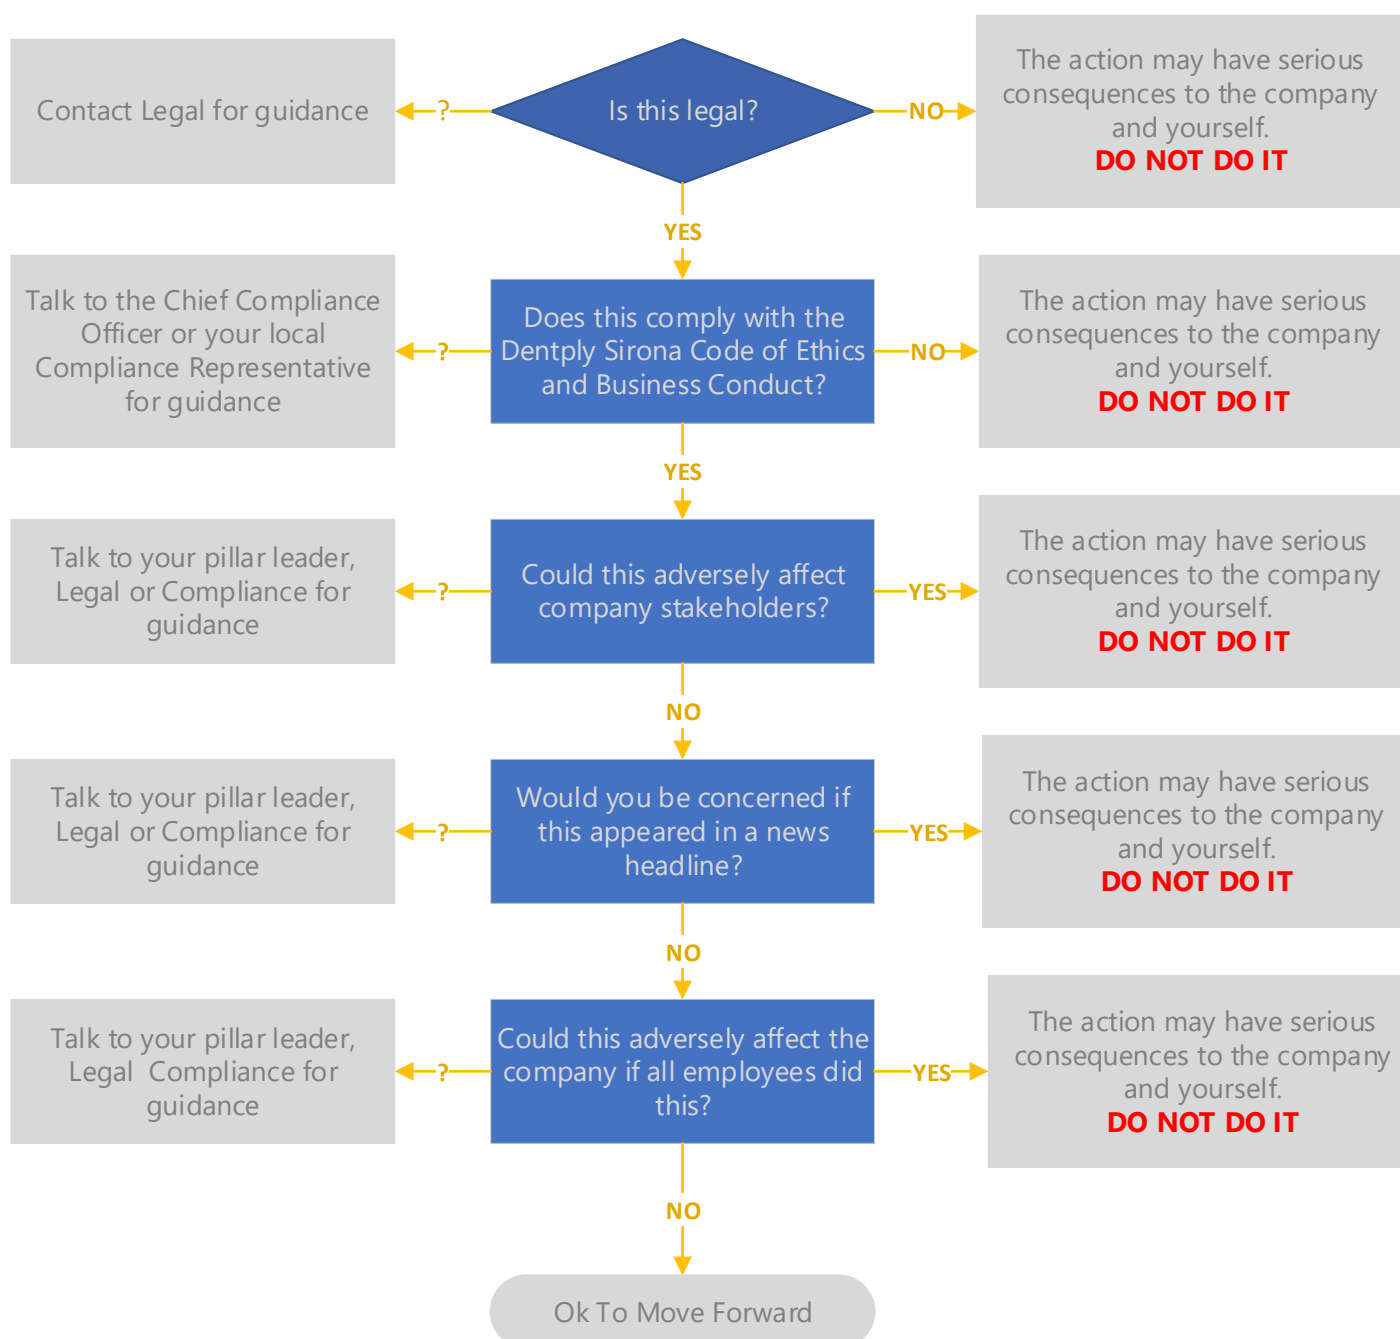 Contact Legal for guidance
?
Is this legal?
NO
The action may have serious
consequences to the company
and yourself.
DO NOT DO IT
YES
Talk to the Chief Compliance
Officer or your local
Compliance Representative
for guidance
?
Does this comply with the
Dentply Sirona Code of Ethics
and Business Conduct?
NO
The action may have serious
consequences to the company
and yourself.
DO NOT DO IT
YES
Talk to your pillar leader,
Legal or Compliance for
guidance
?
Could this adversely affect
company stakeholders?
YES
The action may have serious
consequences to the company
and yourself.
DO NOT DO IT
NO
Talk to your pillar leader,
Legal or Compliance for
guidance
?
Would you be concerned if
this appeared in a news
headline?
YES
The action may have serious
consequences to the company
and yourself.
DO NOT DO IT
NO
Talk to your pillar leader,
Legal  Compliance for
guidance
?
Could this adversely affect the
company if all employees did
this?
YES
The action may have serious
consequences to the company
and yourself.
DO NOT DO IT
NO
Ok To Move Forward